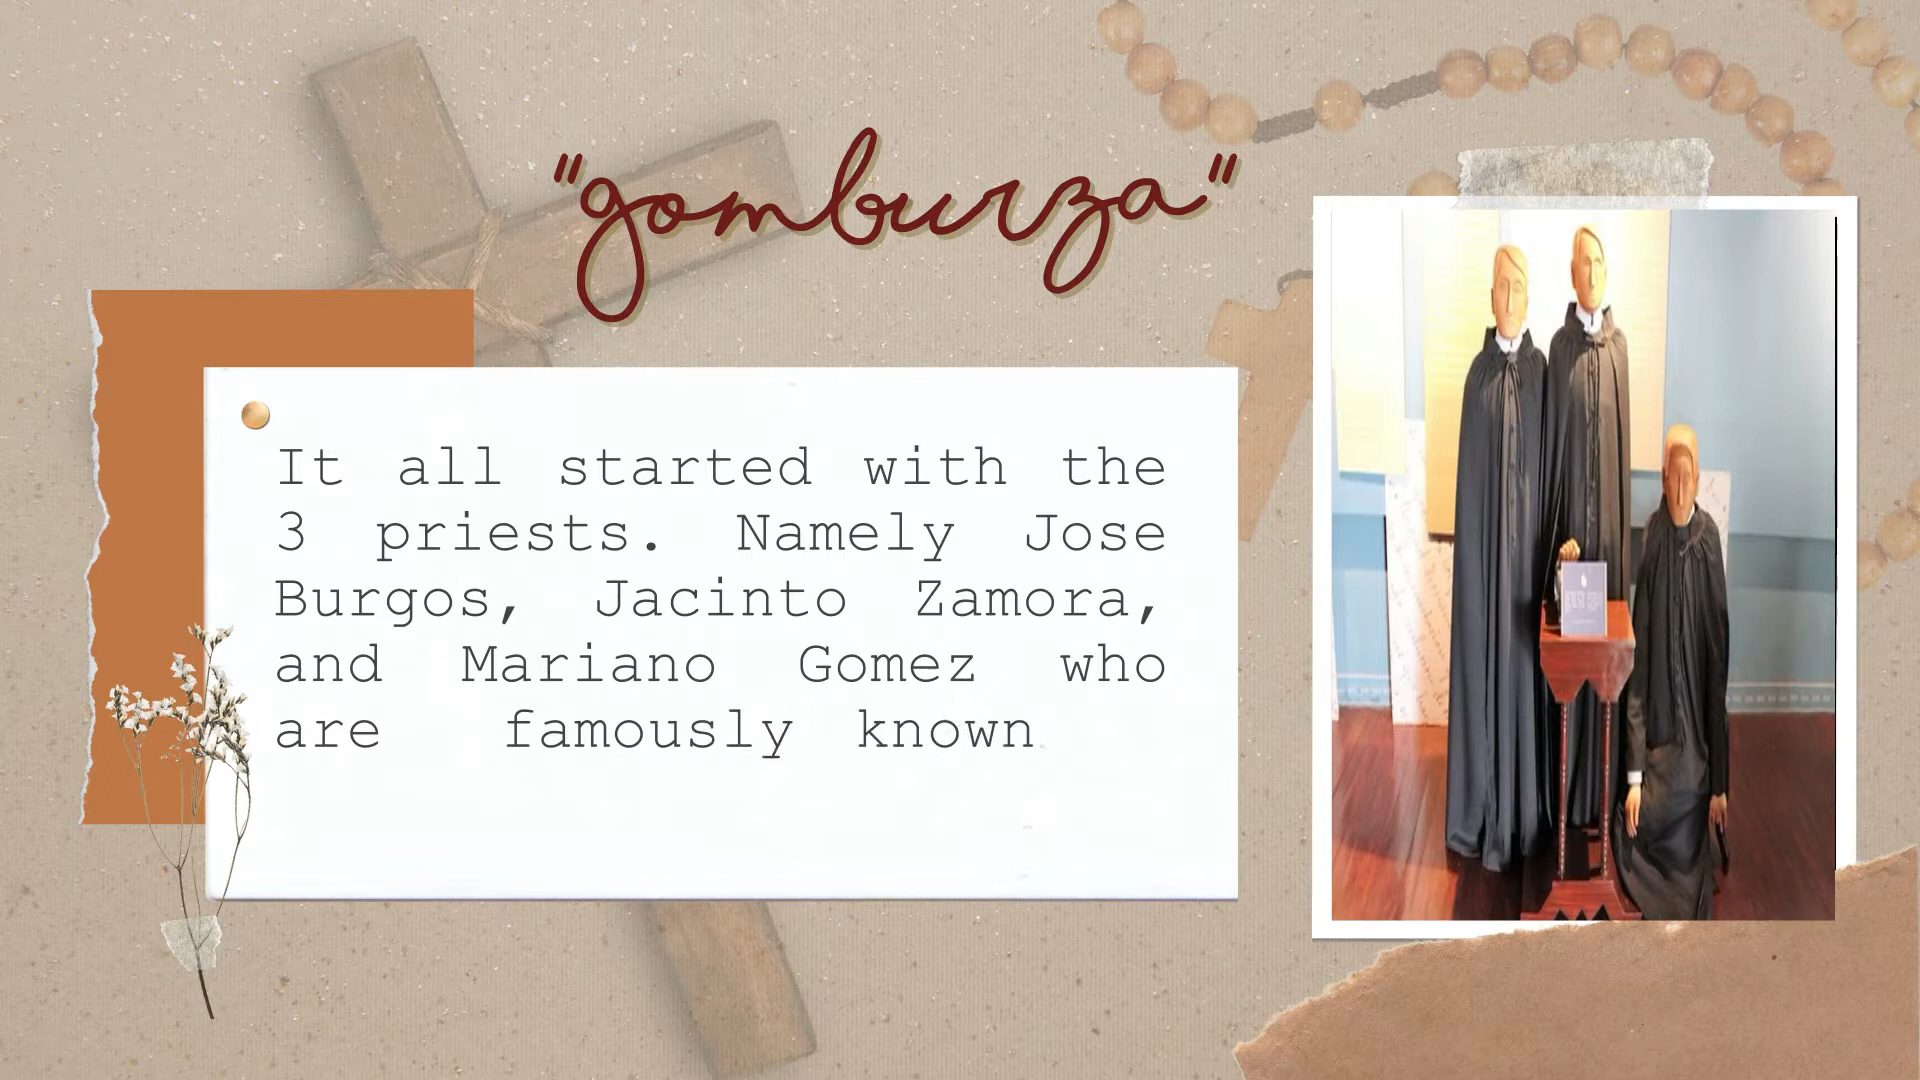 "gomburza"
It all started with the
3 priests. Namely Jose
Burgos, Jacinto Zamora,
and Mariano Gomez who
are famously known